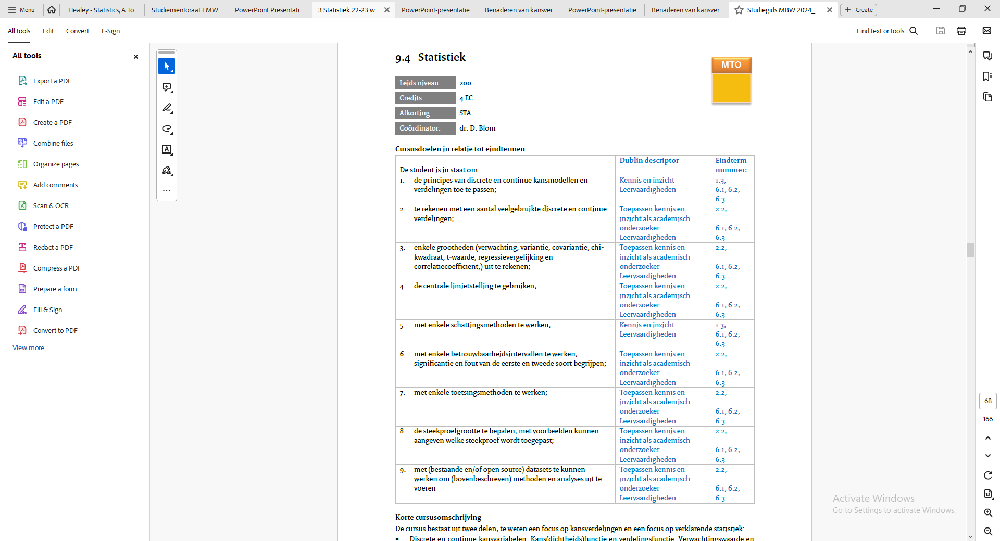 Menu
Healey - Statistics, A To...
Studiementoraat FMW...
PowerPoint Presentati...
3 Statistiek 22-23 w...
PowerPoint-presentatie
Benaderen van kansver...
PowerPoint-presentatie
Benaderen van kansver...
Studiegids MBW 2024_...
Create
All tools
Edit
Convert
E-Sign
Find text or tools
All tools
Export a PDF
Edit a PDF
Create a PDF
Combine files
Organize pages
Add comments
Scan & OCR
Protect a PDF
Redact a PDF
Compress a PDF
Prepare a form
Fill & Sign
Convert to PDF
View more
9.4 Statistiek
MTO
Leids niveau: 200
Credits: 4 EC
Afkorting: STA
Coördinator: dr. D. Blom
Cursusdoelen in relatie tot eindtermen
De student is in staat om:
Dublin descriptor
Eindterm
nummer:
1. de principes van discrete en continue kansmodellen en
verdelingen toe te passen;
Kennis en inzicht
Leervaardigheden
1.3,
6.1, 6.2,
6.3
2. te rekenen met een aantal veelgebruikte discrete en continue
verdelingen;
Toepassen kennis en
inzicht als academisch
onderzoeker
Leervaardigheden
2.2,
6.1, 6.2,
6.3
3. enkele grootheden (verwachting, variantie, covariantie, chi-
kwadraat, t-waarde, regressievergelijking en
correlatiecoëfficiënt,) uit te rekenen;
Toepassen kennis en
inzicht als academisch
onderzoeker
Leervaardigheden
2.2,
6.1, 6.2,
6.3
4. de centrale limietstelling te gebruiken;
Toepassen kennis en
inzicht als academisch
onderzoeker
Leervaardigheden
2.2,
6.1, 6.2,
6.3
5. met enkele schattingsmethoden te werken;
Kennis en inzicht
Leervaardigheden
1.3,
6.1, 6.2,
6.3
6. met enkele betrouwbaarheidsintervallen te werken;
significantie en fout van de eerste en tweede soort begrijpen;
Toepassen kennis en
inzicht als academisch
onderzoeker
Leervaardigheden
2.2,
6.1, 6.2,
6.3
7. met enkele toetsingsmethoden te werken;
Toepassen kennis en
inzicht als academisch
onderzoeker
Leervaardigheden
2.2,
6.1, 6.2,
6.3
8. de steekproefgrootte te bepalen; met voorbeelden kunnen
aangeven welke steekproef wordt toegepast;
Toepassen kennis en
inzicht als academisch
onderzoeker
Leervaardigheden
2.2,
6.1, 6.2,
6.3
9. met (bestaande en/of open source) datasets te kunnen
werken om (bovenbeschreven) methoden en analyses uit te
voeren
Toepassen kennis en
inzicht als academisch
onderzoeker
Leervaardigheden
2.2,
6.1, 6.2,
6.3
Korte cursusomschrijving
De cursus bestaat uit twee delen, te weten een focus op kansverdelingen en een focus op verklarende statistiek:
• Discrete en continue kansvariabelen, Kans(dichtheids)functie en verdelingsfunctie, Verwachtingswaarde en
68
166
1:1
Activate Windows
Go to Settings to activate Windows.